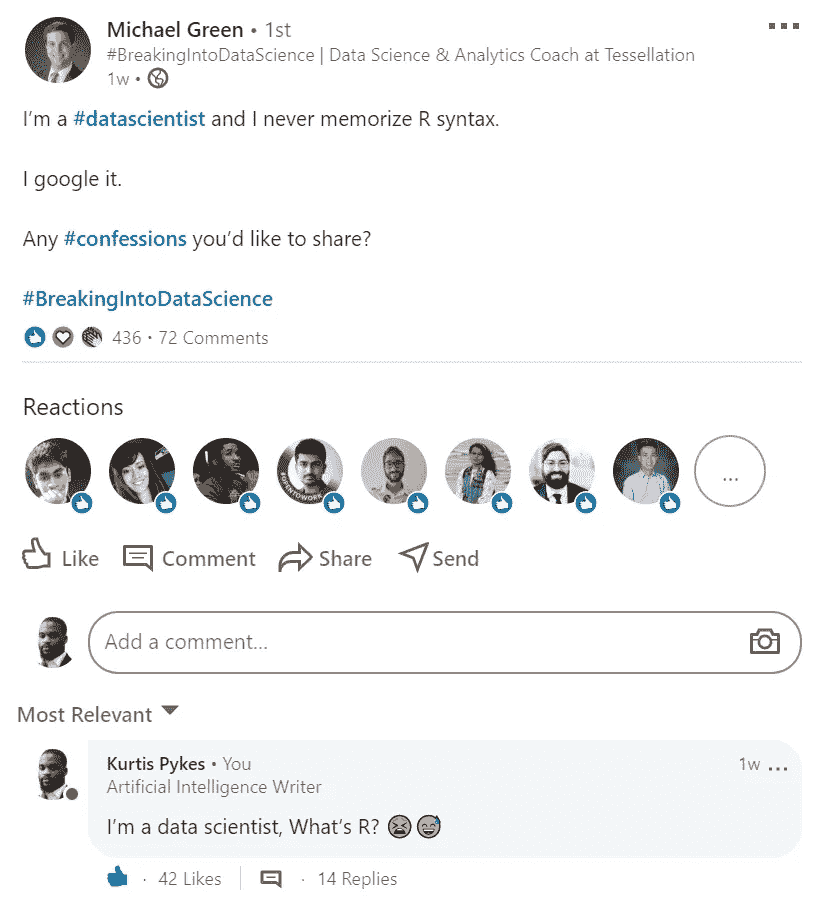 Michael Green • 1st
#BreakingIntoDataScience | Data Science & Analytics Coach at Tessellation
1w •
I'm a #datascientist and I never memorize R syntax.
I google it.
Any #confessions you'd like to share?
#BreakingIntoDataScience
436 • 72 Comments
Reactions
#OPENTOWORK
...
Like Comment Share Send
Add a comment...
Most Relevant
Kurtis Pykes • You 1w ...
Artificial Intelligence Writer
I'm a data scientist, What's R? 😫😅
· 42 Likes · 14 Replies